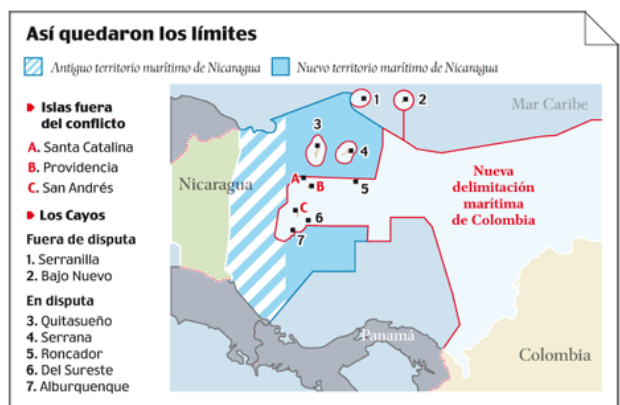 Así quedaron los límites
Antiguo territorio marítimo de Nicaragua
Nuevo territorio marítimo de Nicaragua
Islas fuera
del conflicto
A. Santa Catalina
B. Providencia
C. San Andrés
Los Cayos
Fuera de disputa
1. Serranilla
2. Bajo Nuevo
En disputa
3. Quitasueño
4. Serrana
5. Roncador
6. Del Sureste
7. Alburquenque
1
2
Mar Caribe
3
4
Nicaragua
A
B
5
Nueva
delimitación
marítima
de Colombia
C
6
7
Panamá
Colombia